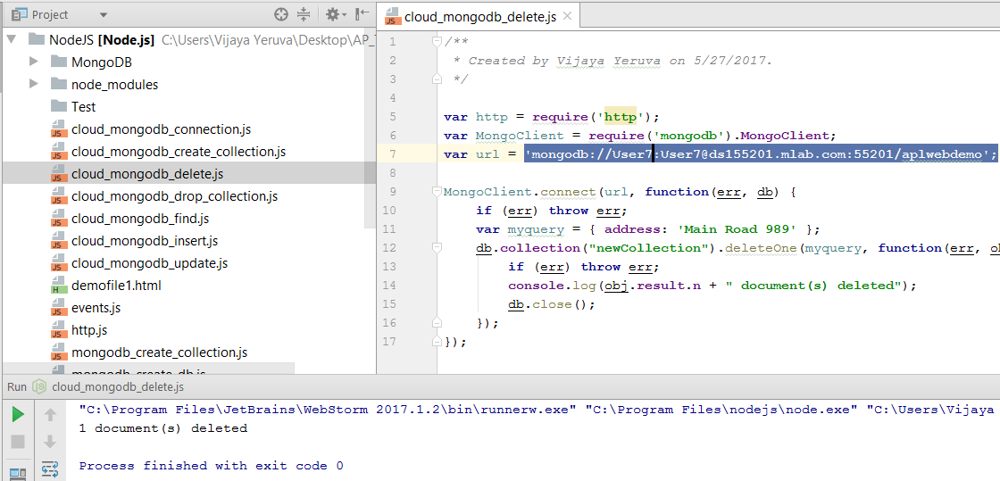 Project
cloud_mongodb_delete.js
NodeJS [Node.js] C:\Users\Vijaya Yeruva\Desktop\AP_
MongoDB
node_modules
Test
cloud_mongodb_connection.js
cloud_mongodb_create_collection.js
cloud_mongodb_delete.js
cloud_mongodb_drop_collection.js
cloud_mongodb_find.js
cloud_mongodb_insert.js
cloud_mongodb_update.js
demofile1.html
events.js
http.js
mongodb_create_collection.js
mongodb_create_db.js
1 /**
2 * Created by Vijaya Yeruva on 5/27/2017.
3 */
4
5 var http = require('http');
6 var MongoClient = require('mongodb').MongoClient;
7 var url = 'mongodb://User7:User7@ds155201.mlab.com:55201/aplwebdemo';
8
9 MongoClient.connect(url, function(err, db) {
10 if (err) throw err;
11 var myquery = { address: 'Main Road 989' };
12 db.collection("newCollection").deleteOne(myquery, function(err, ob
13 if (err) throw err;
14 console.log(obj.result.n + " document(s) deleted");
15 db.close();
16 });
17 });
Run cloud_mongodb_delete.js
"C:\Program Files\JetBrains\WebStorm 2017.1.2\bin\runnerw.exe" "C:\Program Files\nodejs\node.exe" "C:\Users\Vijaya
1 document(s) deleted
Process finished with exit code 0